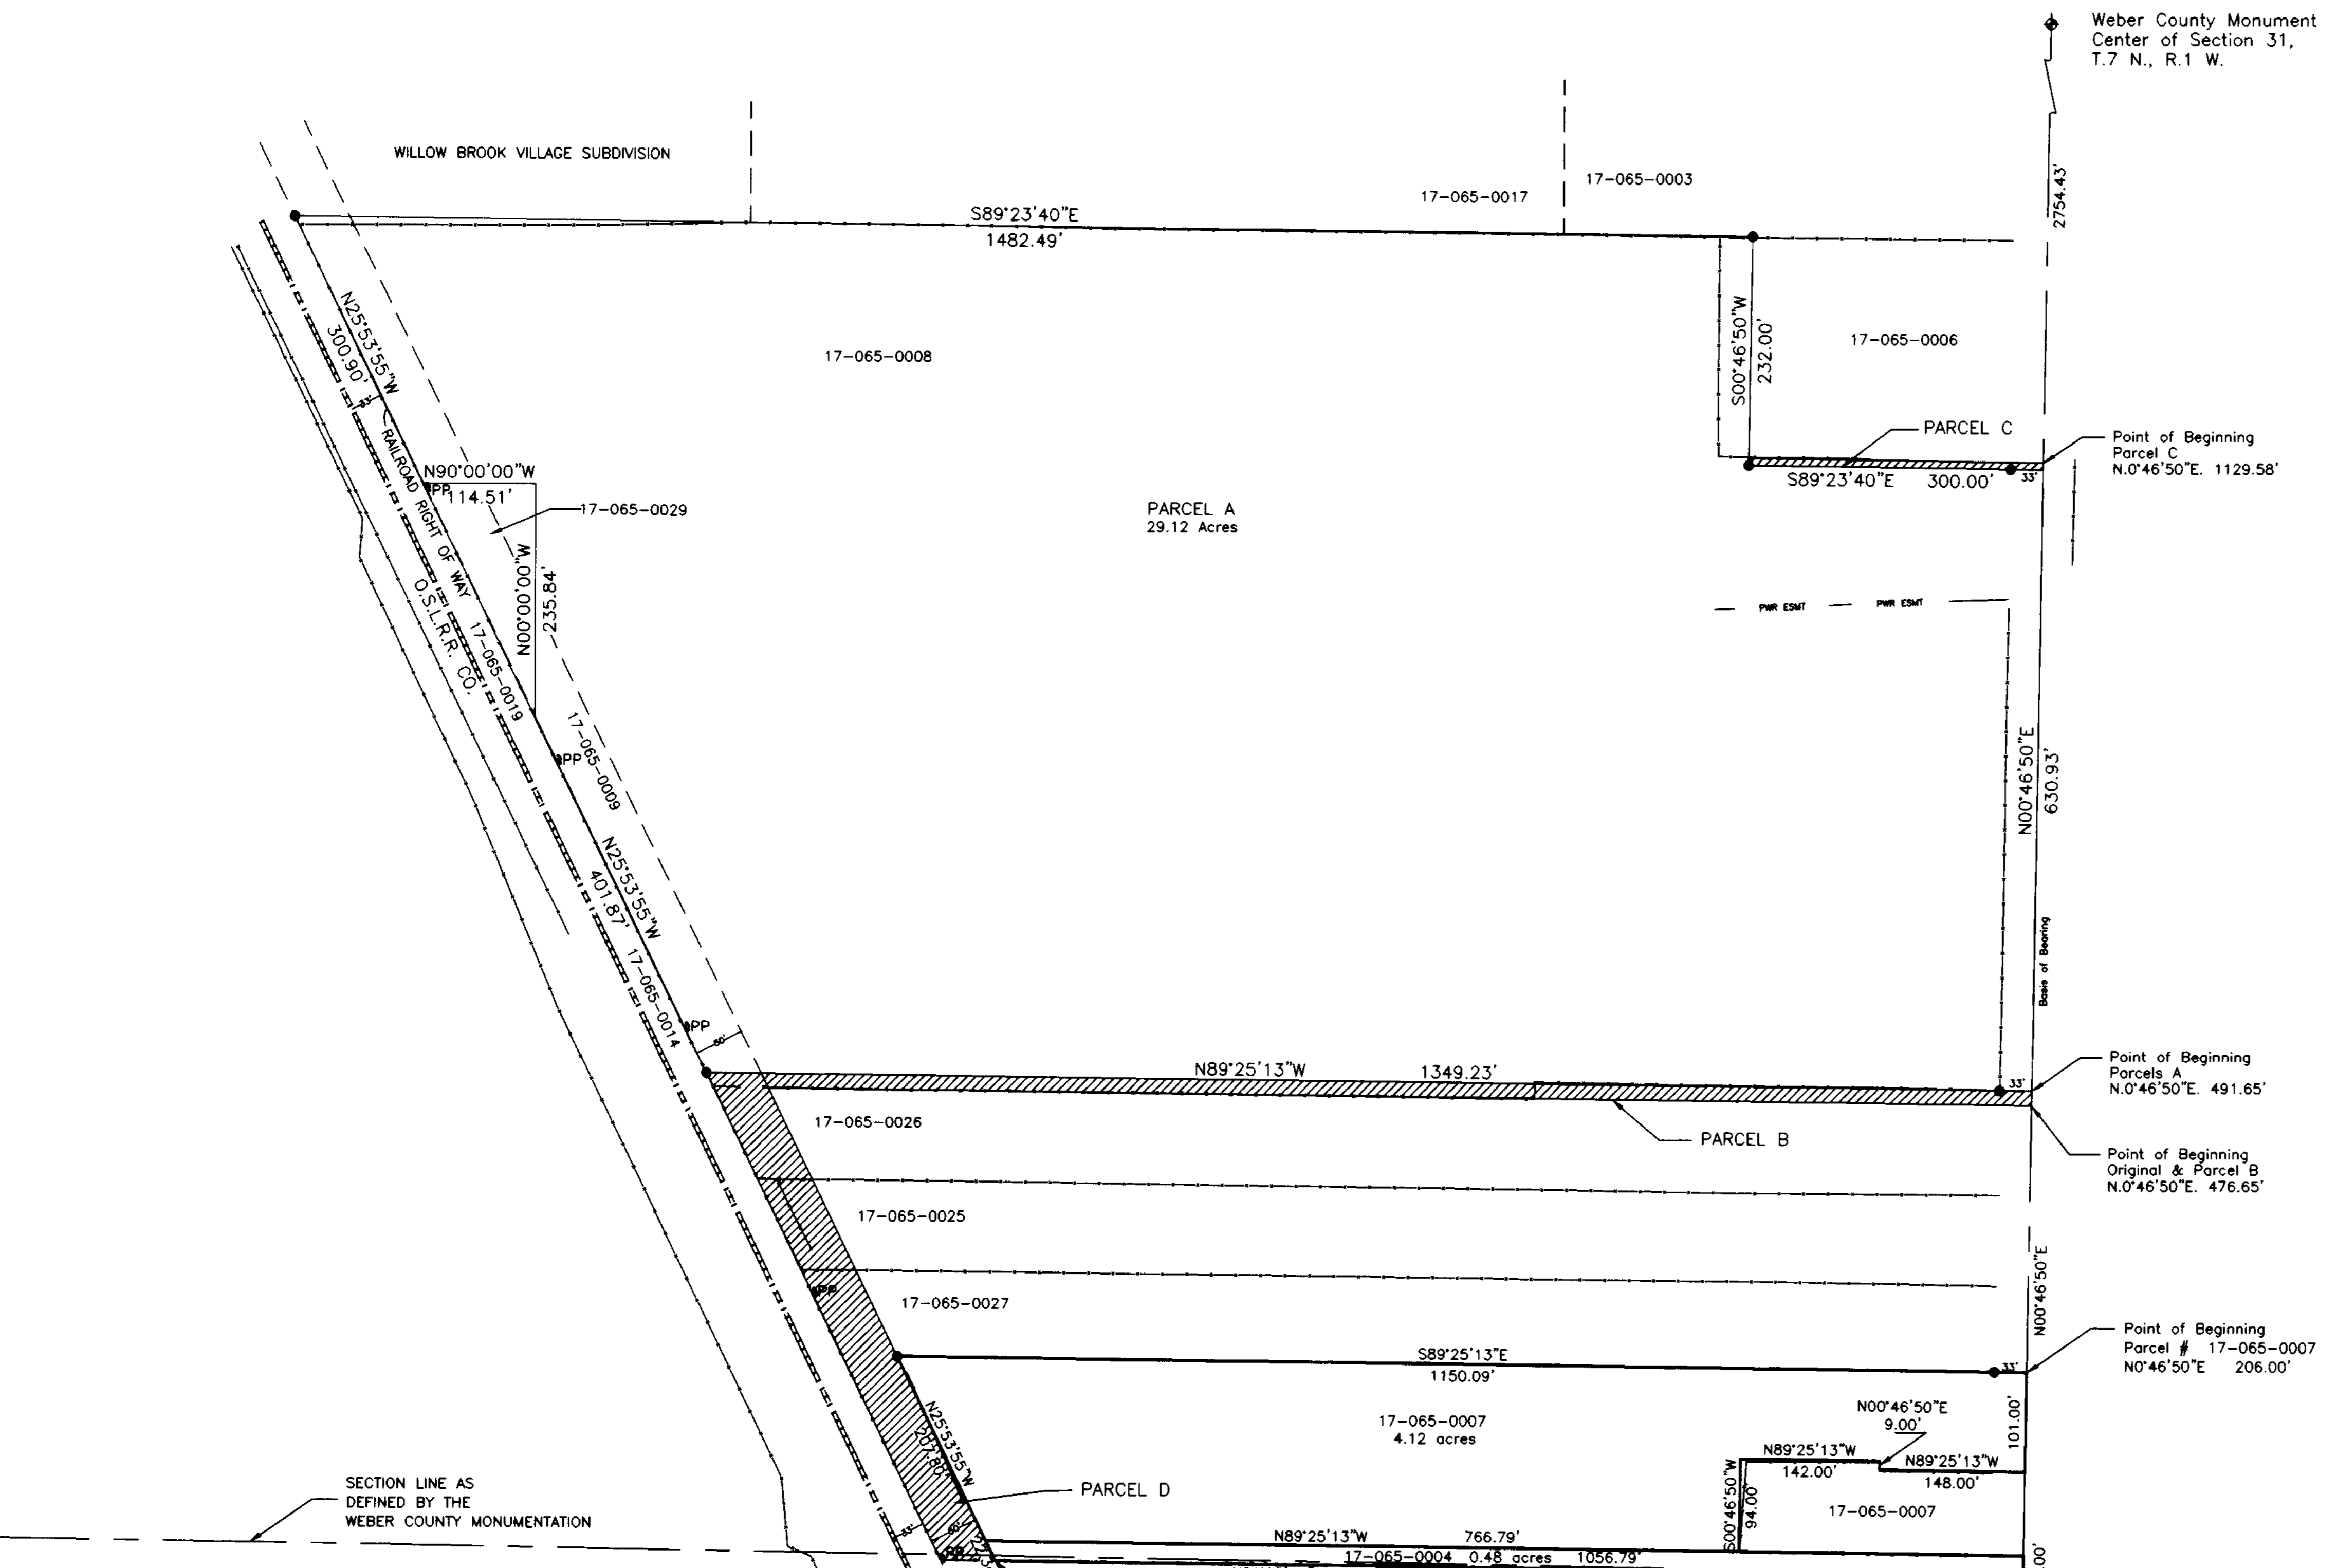 Weber County Monument
Center of Section 31,
T.7 N., R.1 W.
2754.43'
WILLOW BROOK VILLAGE SUBDIVISION
17-065-0017
17-065-0003
S89°23'40"E
1482.49'
N25°53'55"W
300.90'
33'
RAILROAD RIGHT OF WAY
O.S.L.R.R. CO.
17-065-0008
S00°46'50"W
232.00'
17-065-0006
PARCEL C
Point of Beginning
Parcel C
N.0°46'50"E. 1129.58'
S89°23'40"E 300.00'
33'
N90°00'00"W
PP
114.51'
17-065-0029
N00°00'00"W
235.84'
PARCEL A
29.12 Acres
PWR ESMT
PWR ESMT
17-065-0019
PP
17-065-0009
N25°53'55"W
401.87'
17-065-0014
PP
50'
N00°46'50"E
630.93'
Basis of Bearing
N89°25'13"W 1349.23'
33'
Point of Beginning
Parcels A
N.0°46'50"E. 491.65'
17-065-0026
PARCEL B
Point of Beginning
Original & Parcel B
N.0°46'50"E. 476.65'
17-065-0025
N00°46'50"E
PP
17-065-0027
S89°25'13"E
1150.09'
33'
Point of Beginning
Parcel # 17-065-0007
N0°46'50"E 206.00'
N25°53'55"W
207.80'
17-065-0007
4.12 acres
N00°46'50"E
9.00'
101.00'
N89°25'13"W
142.00'
N89°25'13"W
148.00'
S00°46'50"W
94.00'
17-065-0007
PARCEL D
SECTION LINE AS
DEFINED BY THE
WEBER COUNTY MONUMENTATION
33'
PP
N89°25'13"W 766.79'
17-065-0004 0.48 acres 1056.79'
00'